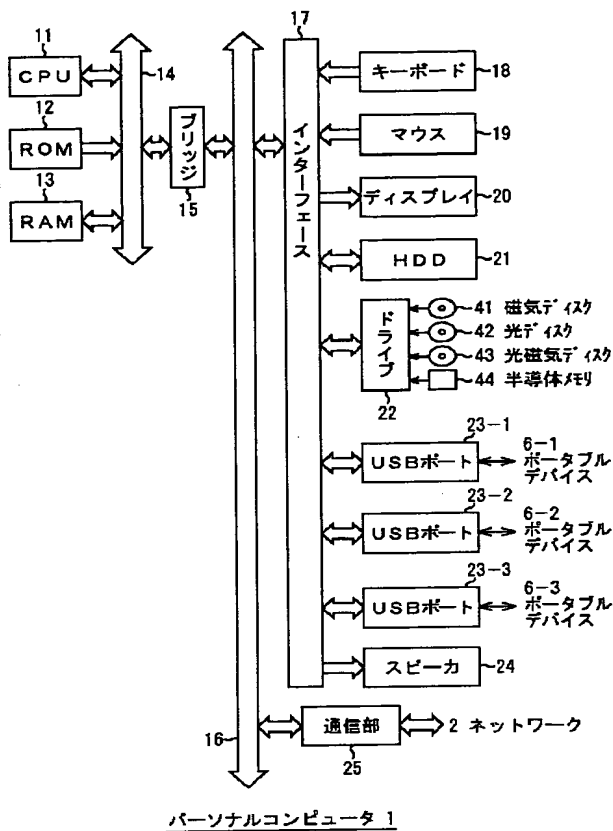 11
CPU
12
ROM
13
RAM
14
ブリッジ
15
16
17
インターフェース
キーボード 18
マウス 19
ディスプレイ 20
HDD 21
ドライブ
22
41 磁気ディスク
42 光ディスク
43 光磁気ディスク
44 半導体メモリ
23-1
USBポート
6-1
ポータブル
デバイス
23-2
USBポート
6-2
ポータブル
デバイス
23-3
USBポート
6-3
ポータブル
デバイス
スピーカ 24
通信部
25
2 ネットワーク
パーソナルコンピュータ 1